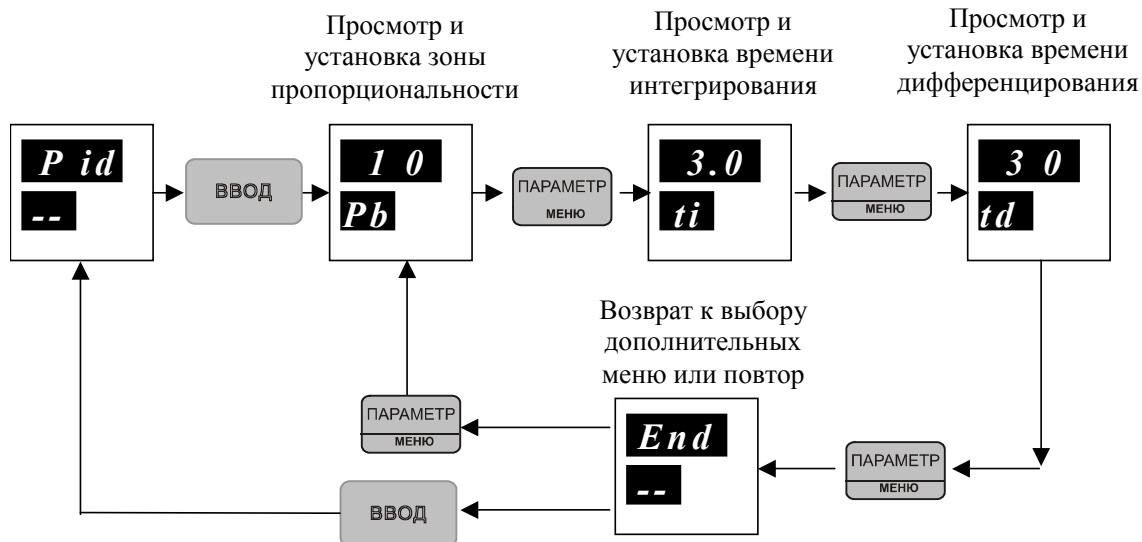 Просмотр и
установка зоны
пропорциональности
Просмотр и
установка времени
интегрирования
Просмотр и
установка времени
дифференцирования
P id
--
ВВОД
1 0
Pb
ПАРАМЕТР
МЕНЮ
3.0
ti
ПАРАМЕТР
МЕНЮ
3 0
td
Возврат к выбору
дополнительных
меню или повтор
ПАРАМЕТР
МЕНЮ
End
--
ПАРАМЕТР
МЕНЮ
ВВОД